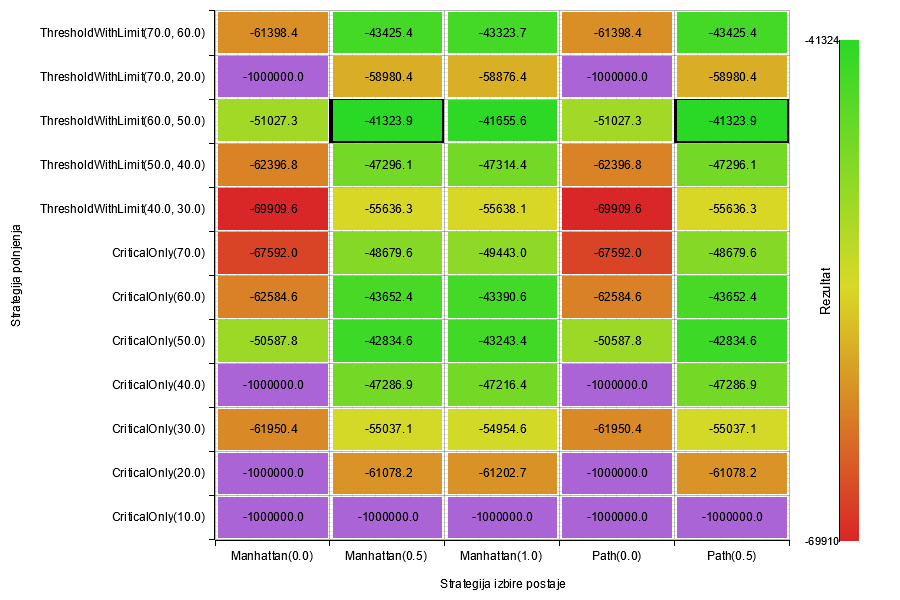 ThresholdWithLimit(70.0, 60.0) -61398.4 -43425.4 -43323.7 -61398.4 -43425.4
ThresholdWithLimit(70.0, 20.0) -1000000.0 -58980.4 -58876.4 -1000000.0 -58980.4
ThresholdWithLimit(60.0, 50.0) -51027.3 -41323.9 -41655.6 -51027.3 -41323.9
ThresholdWithLimit(50.0, 40.0) -62396.8 -47296.1 -47314.4 -62396.8 -47296.1
ThresholdWithLimit(40.0, 30.0) -69909.6 -55636.3 -55638.1 -69909.6 -55636.3
CriticalOnly(70.0) -67592.0 -48679.6 -49443.0 -67592.0 -48679.6
CriticalOnly(60.0) -62584.6 -43652.4 -43390.6 -62584.6 -43652.4
CriticalOnly(50.0) -50587.8 -42834.6 -43243.4 -50587.8 -42834.6
CriticalOnly(40.0) -1000000.0 -47286.9 -47216.4 -1000000.0 -47286.9
CriticalOnly(30.0) -61950.4 -55037.1 -54954.6 -61950.4 -55037.1
CriticalOnly(20.0) -1000000.0 -61078.2 -61202.7 -1000000.0 -61078.2
CriticalOnly(10.0) -1000000.0 -1000000.0 -1000000.0 -1000000.0 -1000000.0
Manhattan(0.0) Manhattan(0.5) Manhattan(1.0) Path(0.0) Path(0.5)
Strategija izbire postaje
Strategija polnjenja
-41324
Rezultat
-69910